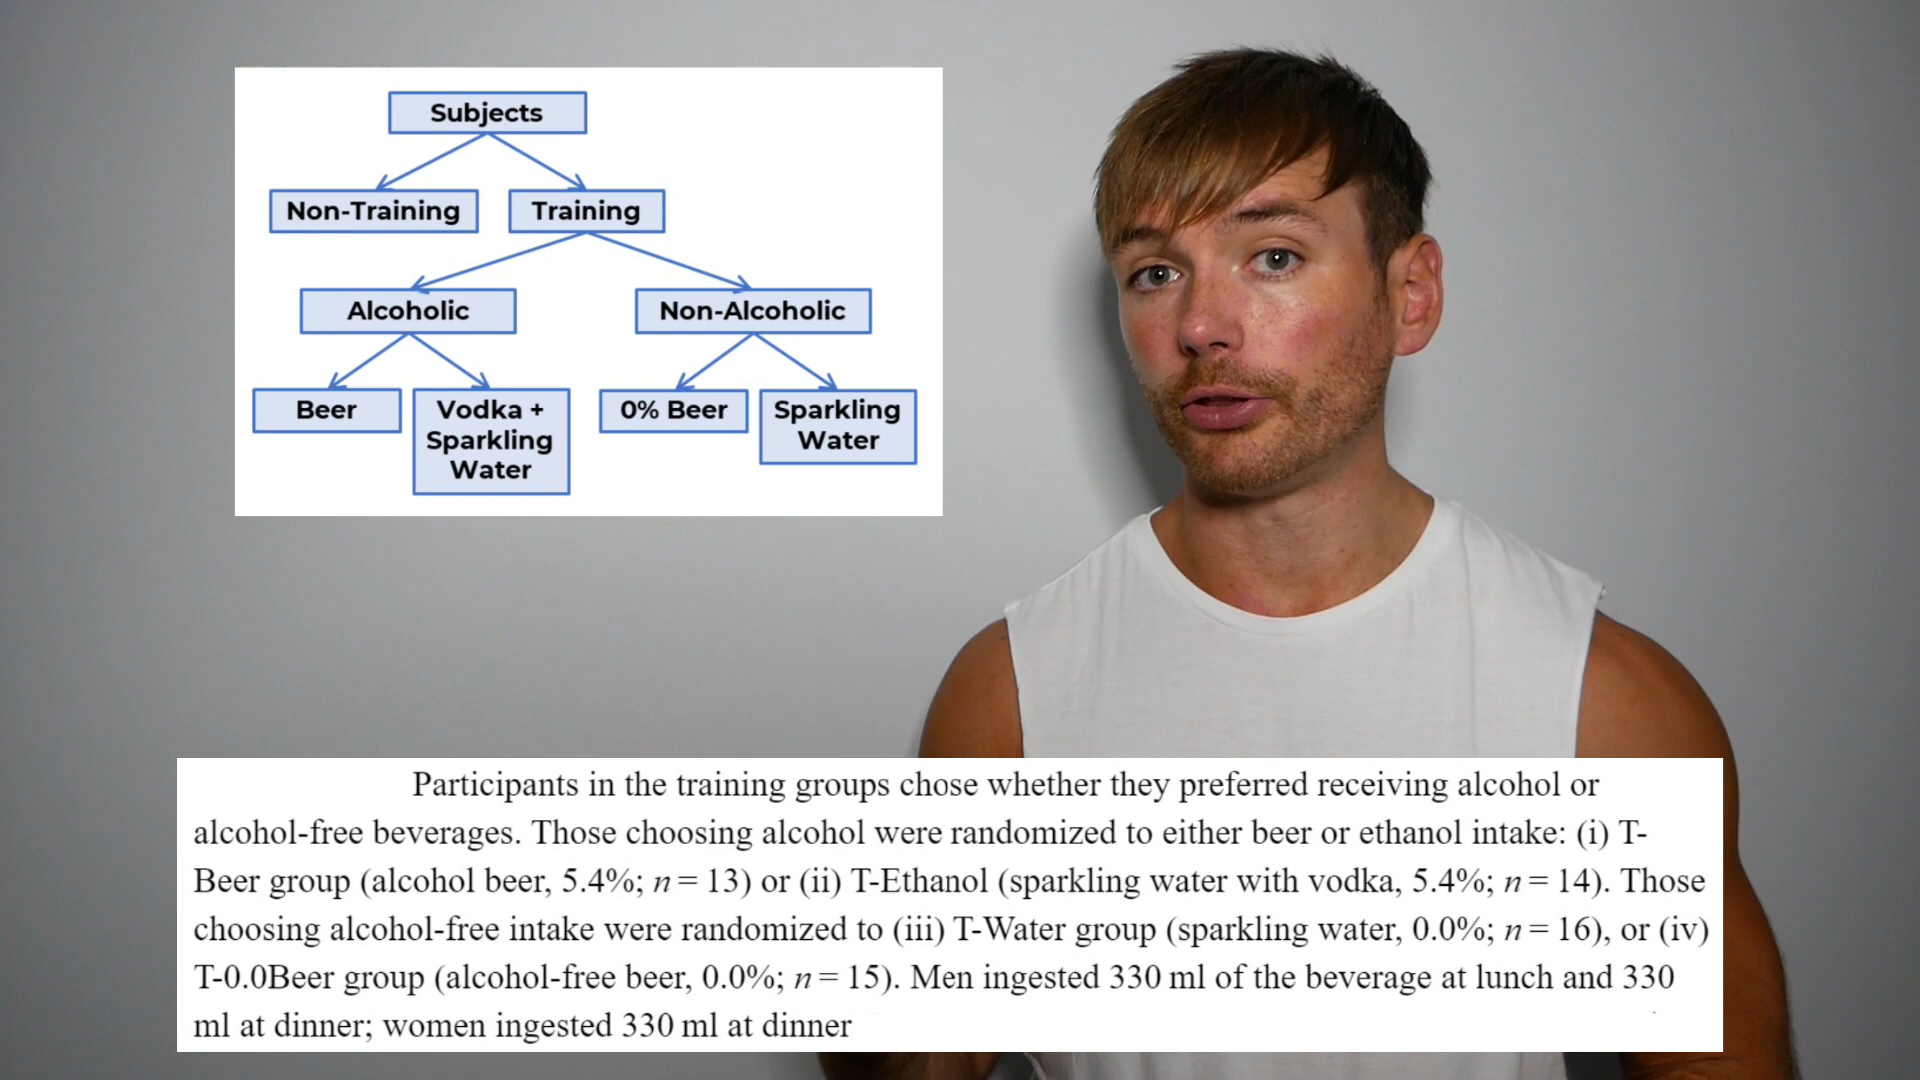 Subjects
Non-Training
Training
Alcoholic
Non-Alcoholic
Beer
Vodka +
Sparkling
Water
0% Beer
Sparkling
Water
Participants in the training groups chose whether they preferred receiving alcohol or
alcohol-free beverages. Those choosing alcohol were randomized to either beer or ethanol intake: (i) T-
Beer group (alcohol beer, 5.4%; n = 13) or (ii) T-Ethanol (sparkling water with vodka, 5.4%; n = 14). Those
choosing alcohol-free intake were randomized to (iii) T-Water group (sparkling water, 0.0%; n = 16), or (iv)
T-0.0Beer group (alcohol-free beer, 0.0%; n = 15). Men ingested 330 ml of the beverage at lunch and 330
ml at dinner; women ingested 330 ml at dinner